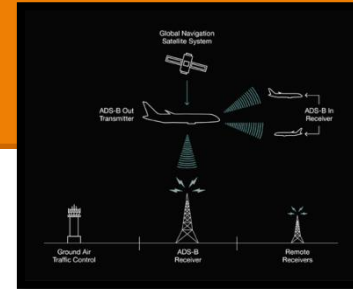 Global Navigation
Satellite System
ADS-B Out
Transmitter
ADS-B In
Receiver
Ground Air
Traffic Control
ADS-B
Receiver
Remote
Receivers